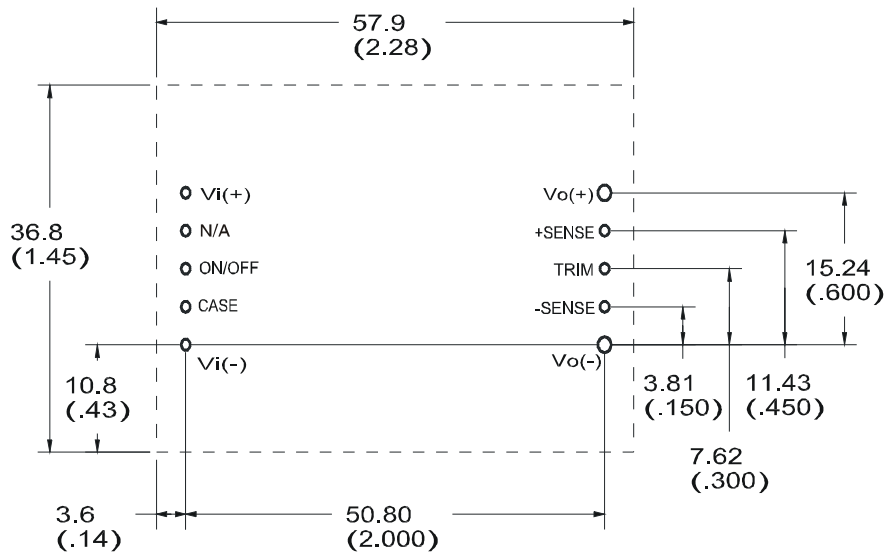 57.9
(2.28)
Vi(+)
Vo(+)
36.8
(1.45)
N/A
+SENSE
ON/OFF
TRIM
15.24
(.600)
CASE
-SENSE
Vi(-)
Vo(-)
10.8
(.43)
3.81
(.150)
11.43
(.450)
7.62
(.300)
3.6
(.14)
50.80
(2.000)